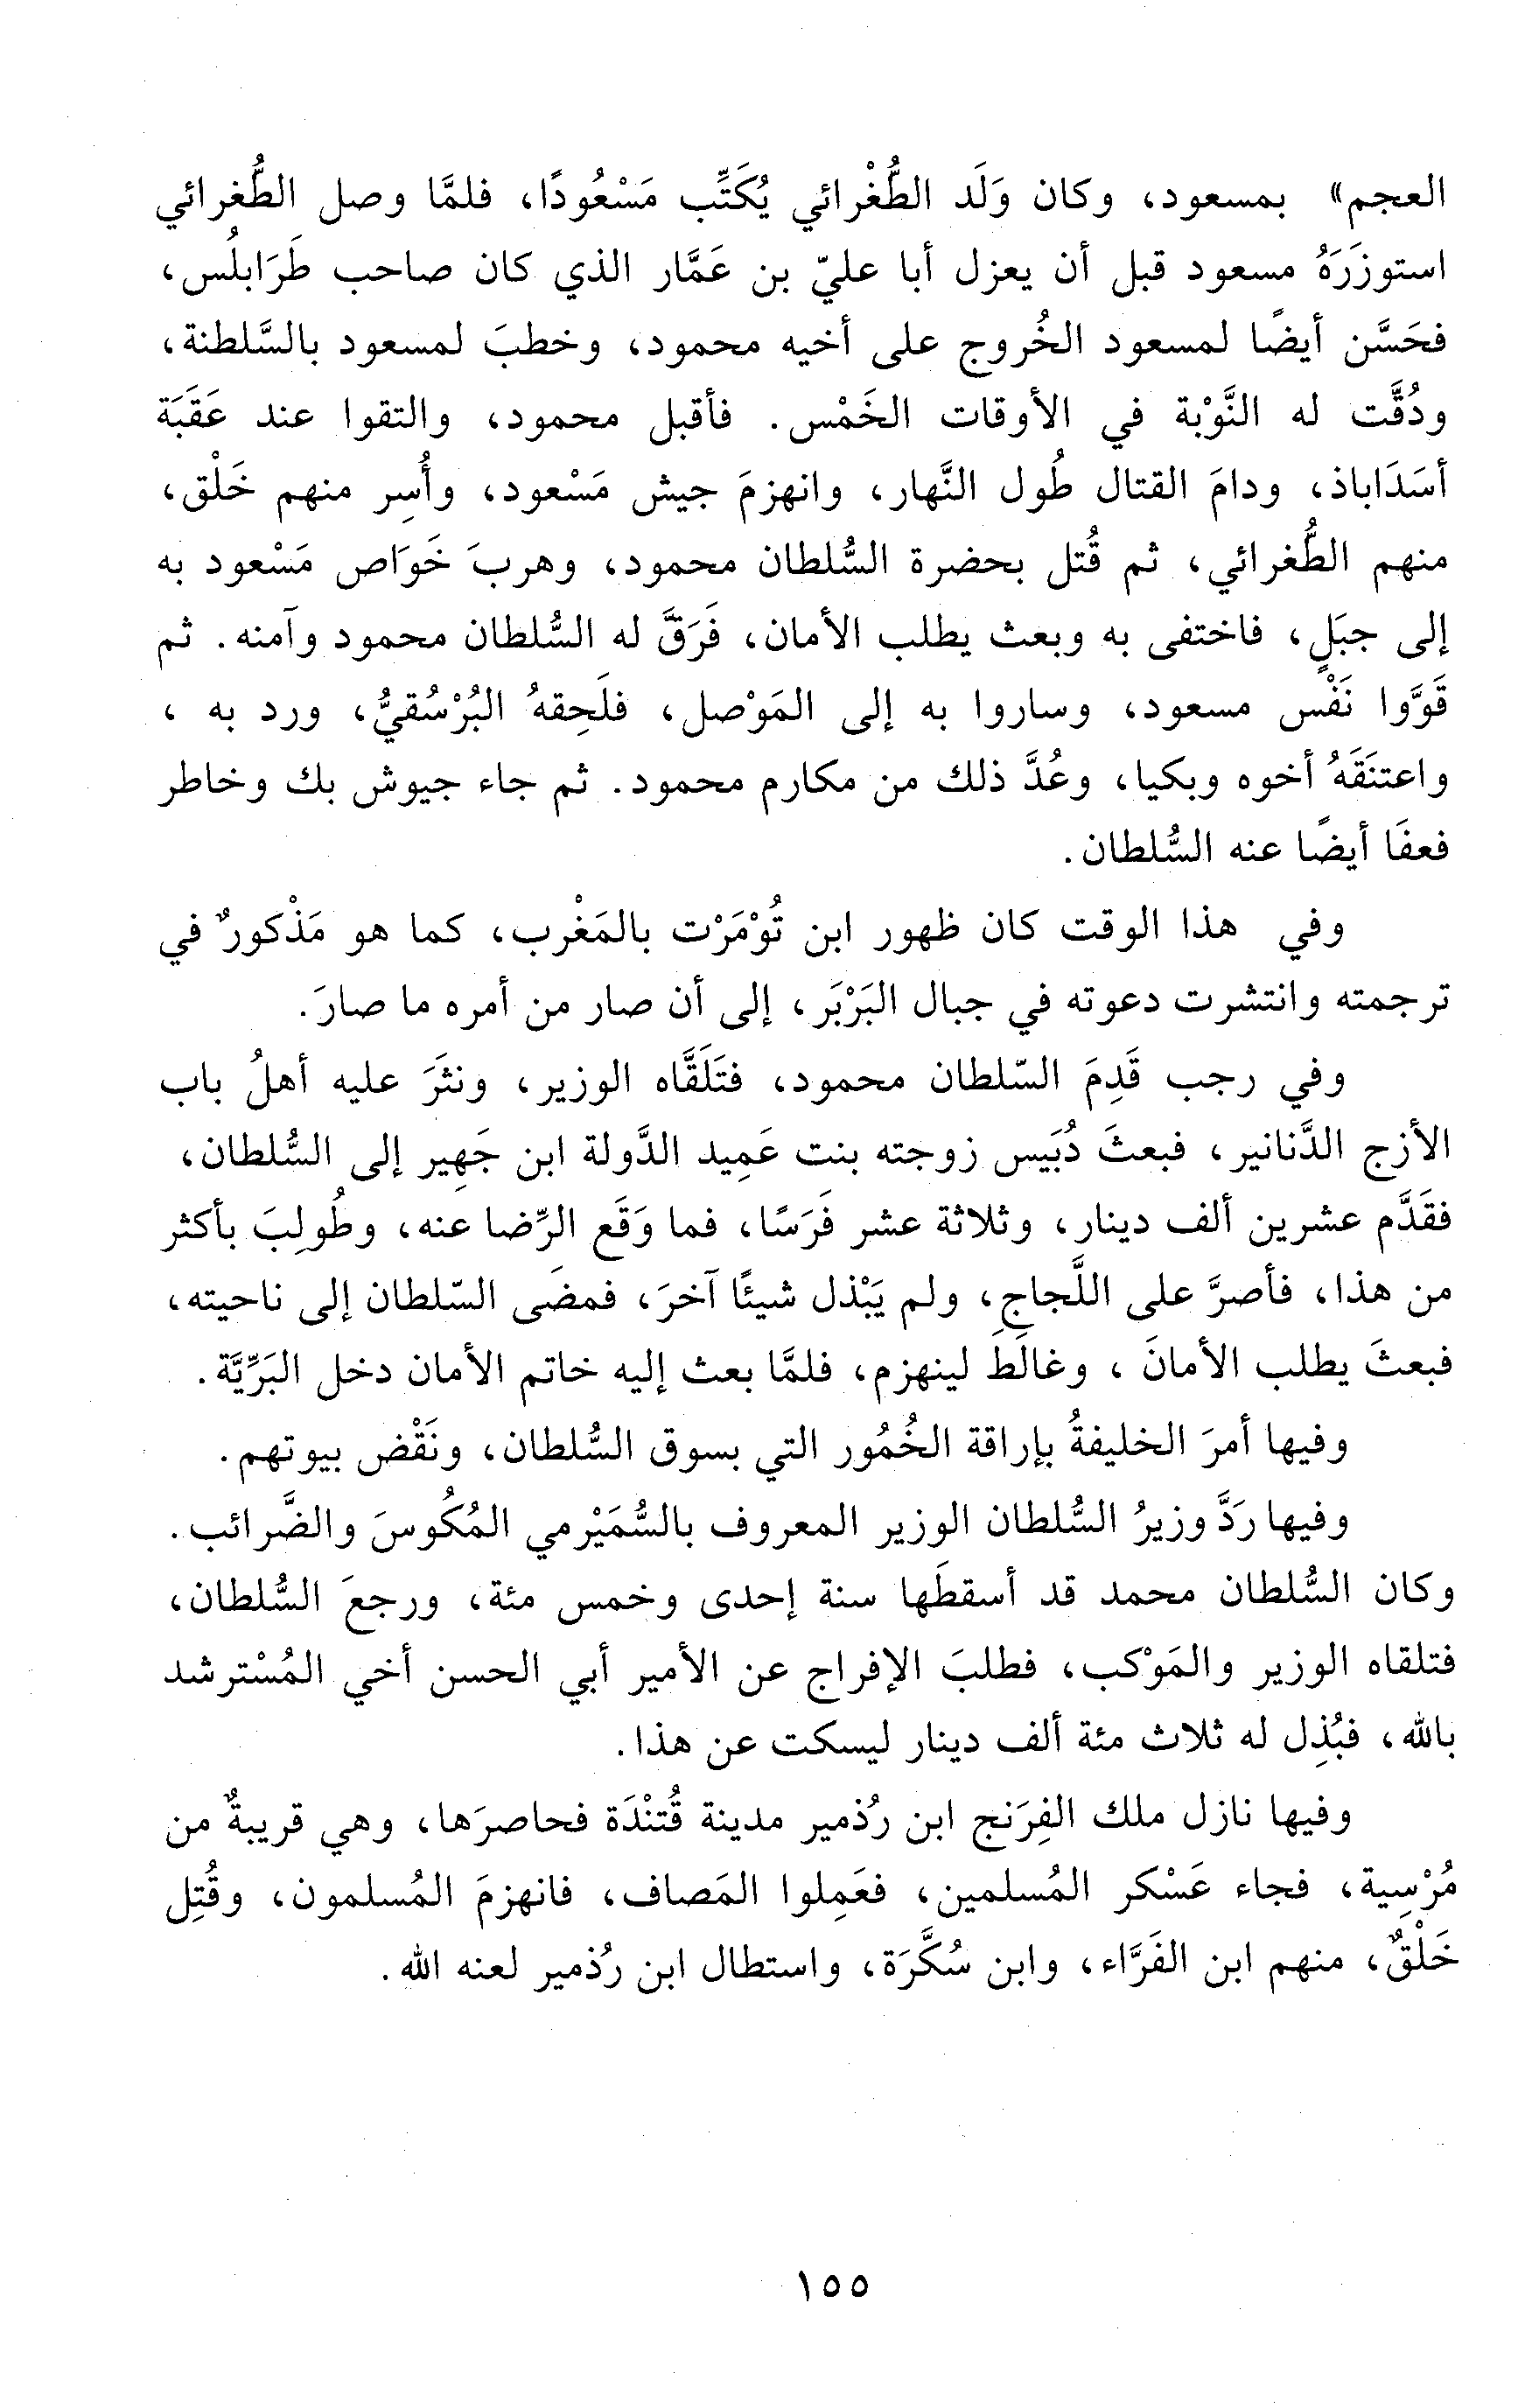 العجم» بمسعود، وكان وَلَد الطُّغْرائي يُكَتِّب مَسْعُودًا، فلمَّا وصل الطُّغرائي
استوزَرَهُ مسعود قبل أن يعزل أبا عليّ بن عَمَّار الذي كان صاحب طَرَابلُس،
فحَسَّن أيضًا لمسعود الخُروج على أخيه محمود، وخطبَ لمسعود بالسَّلطنة،
ودُقَّت له النَّوْبة في الأوقات الخَمْس. فأقبل محمود، والتقوا عند عَقَبَة
أسَدَاباذ، ودامَ القتال طُول النَّهار، وانهزمَ جيش مَسْعود، وأُسِر منهم خَلْق،
منهم الطُّغرائي، ثم قُتل بحضرة السُّلطان محمود، وهربَ خَوَاص مَسْعود به
إلى جبَلٍ، فاختفى به وبعث يطلب الأمان، فَرَقَّ له السُّلطان محمود وآمنه. ثم
قَوَّوا نَفْس مسعود، وساروا به إلى المَوْصل، فلَحِقهُ البُرْسُقيُّ، ورد به ،
واعتنَقَهُ أخوه وبكيا، وعُدَّ ذلك من مكارم محمود. ثم جاء جيوش بك وخاطر
فعفَا أيضًا عنه السُّلطان.
وفي هذا الوقت كان ظهور ابن تُوْمَرْت بالمَغْرب، كما هو مَذْكورٌ في
ترجمته وانتشرت دعوته في جبال البَرْبَر، إلى أن صار من أمره ما صارَ.
وفي رجب قَدِمَ السّلطان محمود، فتَلَقَّاه الوزير، ونثَرَ عليه أهلُ باب
الأزج الدَّنانير، فبعثَ دُبَيس زوجته بنت عَمِيد الدَّولة ابن جَهِير إلى السُّلطان،
فقَدَّم عشرين ألف دينار، وثلاثة عشر فَرَسًا، فما وَقَع الرِّضا عنه، وطُولِبَ بأكثر
من هذا، فأصرَّ على اللَّجاجِ، ولم يَبْذل شيئًا آخرَ، فمضَى السّلطان إلى ناحيته،
فبعثَ يطلب الأمانَ ، وغالَطَ لينهزم، فلمَّا بعث إليه خاتم الأمان دخل البَرِّيَّة.
وفيها أمرَ الخليفةُ بإراقة الخُمُور التي بسوق السُّلطان، ونَقْض بيوتهم.
وفيها رَدَّ وزيرُ السُّلطان الوزير المعروف بالسُّمَيْرمي المُكُوسَ والضَّرائب.
وكان السُّلطان محمد قد أسقطَها سنة إحدى وخمس مئة، ورجعَ السُّلطان،
فتلقاه الوزير والمَوْكب، فطلبَ الإفراج عن الأمير أبي الحسن أخي المُسْترشد
بالله، فبُذِل له ثلاث مئة ألف دينار ليسكت عن هذا.
وفيها نازل ملك الفِرَنج ابن رُذمير مدينة قُتنْدَة فحاصرَها، وهي قريبةٌ من
مُرْسِية، فجاء عَسْكر المُسلمين، فعَمِلوا المَصاف، فانهزمَ المُسلمون، وقُتِل
خَلْقٌ، منهم ابن الفَرَّاء، وابن سُكَّرَة، واستطال ابن رُذمير لعنه الله.
١٥٥